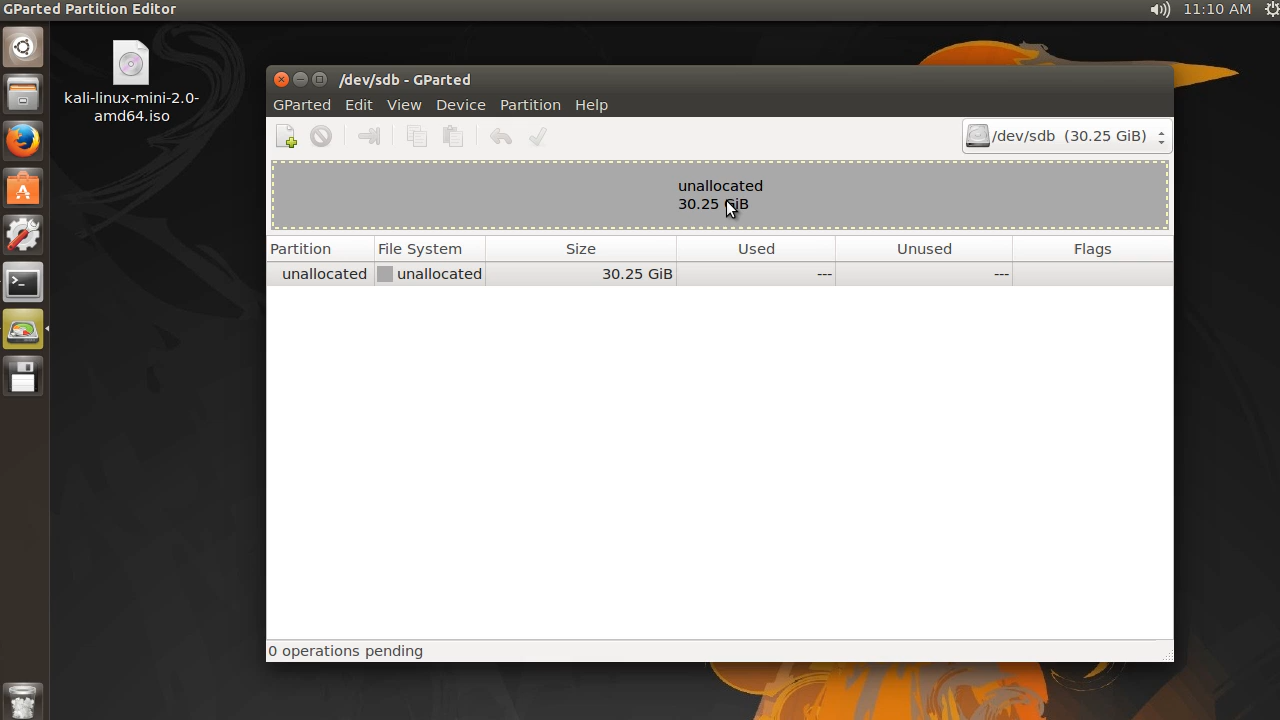 GParted Partition Editor
11:10 AM
kali-linux-mini-2.0-
amd64.iso
/dev/sdb - GParted
GParted Edit View Device Partition Help
/dev/sdb (30.25 GiB)
unallocated
30.25 GiB
Partition File System Size Used Unused Flags
unallocated unallocated 30.25 GiB --- ---
0 operations pending